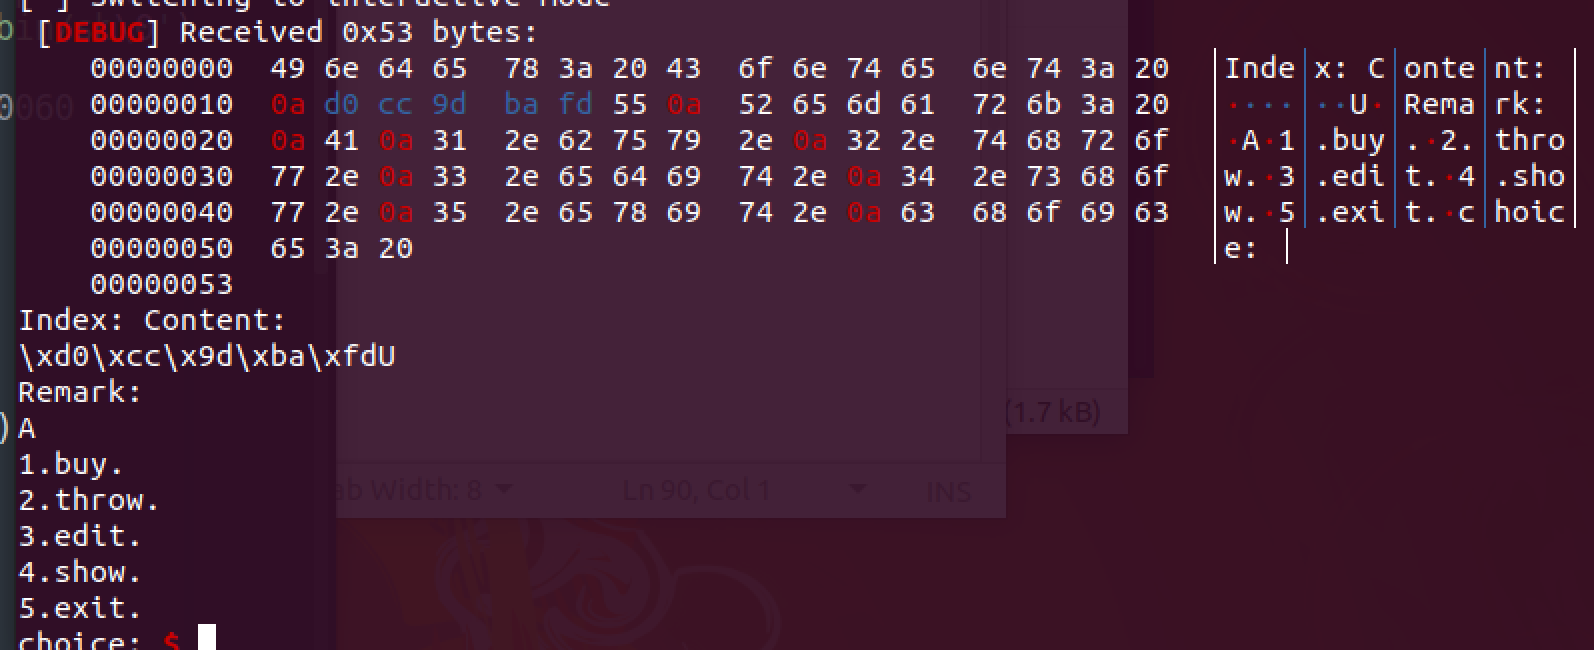 [ ] Switching to interactive mode
[DEBUG] Received 0x53 bytes:
00000000 49 6e 64 65 78 3a 20 43 6f 6e 74 65 6e 74 3a 20 |Inde|x: C|onte|nt: |
00000010 0a d0 cc 9d ba fd 55 0a 52 65 6d 61 72 6b 3a 20 |····|··U·|Rema|rk: |
00000020 0a 41 0a 31 2e 62 75 79 2e 0a 32 2e 74 68 72 6f |·A·1|.buy|.·2.|thro|
00000030 77 2e 0a 33 2e 65 64 69 74 2e 0a 34 2e 73 68 6f |w.·3|.edi|t.·4|.sho|
00000040 77 2e 0a 35 2e 65 78 69 74 2e 0a 63 68 6f 69 63 |w.·5|.exi|t.·c|hoic|
00000050 65 3a 20 |e: |
00000053
Index: Content:
\xd0\xcc\x9d\xba\xfdU
Remark:
A
1.buy.
2.throw.
3.edit.
4.show.
5.exit.
choice: $
(1.7 kB)
ab Width: 8 Ln 90, Col 1 INS